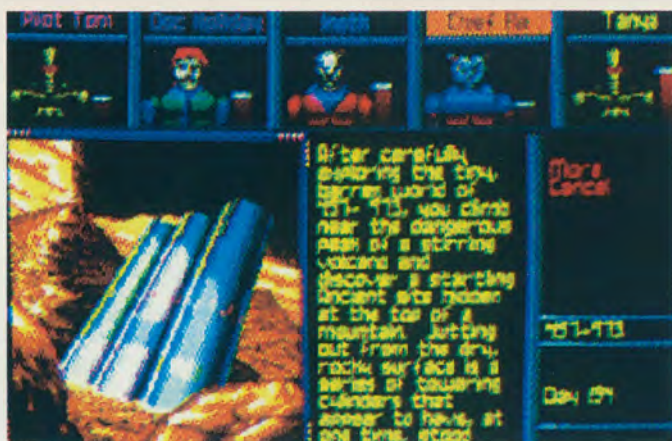 Pilot Tom
Doc Holiday
Tanya
After carefully
exploring the tiny,
barren world of
you climb
near the dangerous
peak of a stirring
volcano and
discover a startling
Ancient site hidden
at the top of a
mountain. Jutting
out from the dry,
rocky surface is a
series of towering
cylinders that
appear to have, at
one time, stood
More
Cancel
Day 194